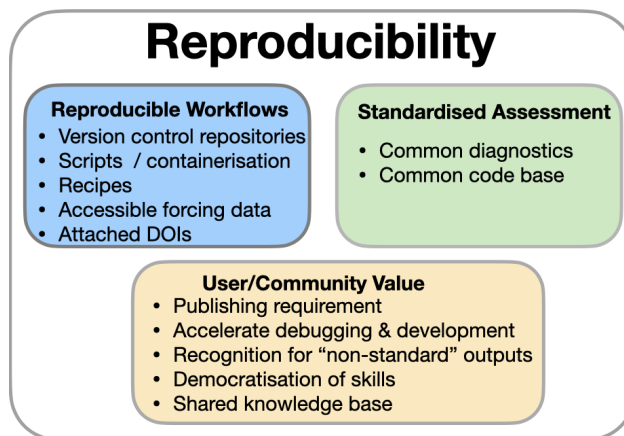 Reproducibility
Reproducible Workflows
• Version control repositories
• Scripts / containerisation
• Recipes
• Accessible forcing data
• Attached DOIs
Standardised Assessment
• Common diagnostics
• Common code base
User/Community Value
• Publishing requirement
• Accelerate debugging & development
• Recognition for “non-standard” outputs
• Democratisation of skills
• Shared knowledge base